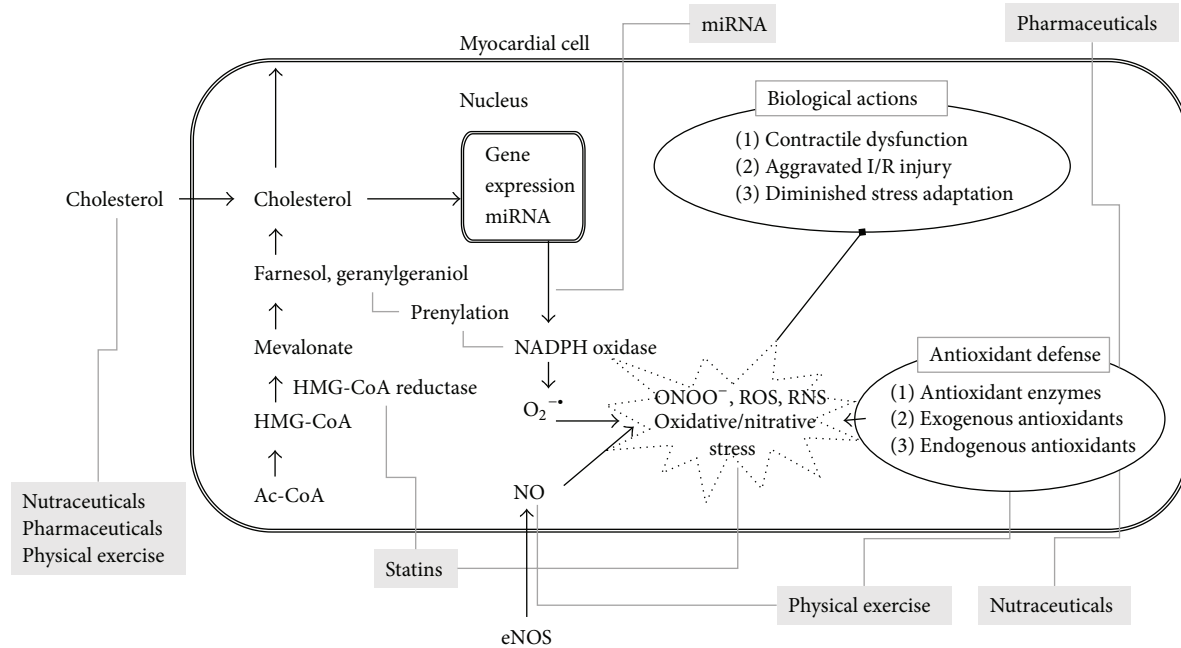 miRNA
Pharmaceuticals
Myocardial cell
Nucleus
Biological actions
(1) Contractile dysfunction
(2) Aggravated I/R injury
(3) Diminished stress adaptation
Gene
expression
miRNA
Cholesterol
Cholesterol
Farnesol, geranylgeraniol
Prenylation
Mevalonate
NADPH oxidase
HMG-CoA reductase
HMG-CoA
Ac-CoA
O₂⁻•
ONOO⁻, ROS, RNS
Oxidative/nitrative
stress
Antioxidant defense
(1) Antioxidant enzymes
(2) Exogenous antioxidants
(3) Endogenous antioxidants
NO
Nutraceuticals
Pharmaceuticals
Physical exercise
Statins
Physical exercise
Nutraceuticals
eNOS